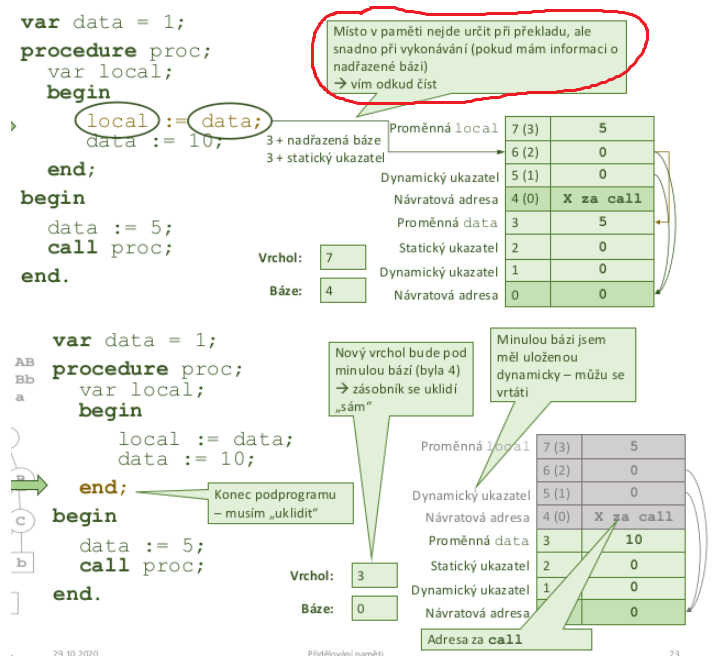 var data = 1;
procedure proc;
var local;
begin
local := data;
data := 10;
end;
begin
data := 5;
call proc;
end.
Místo v paměti nejde určit při překladu, ale
snadno při vykonávání (pokud mám informaci o
nadřazené bázi)
→ vím odkud číst
3 + nadřazená báze
3 + statický ukazatel
Proměnná local 7 (3) 5
6 (2) 0
Dynamický ukazatel 5 (1) 0
Návratová adresa 4 (0) X za call
Proměnná data 3 5
Statický ukazatel 2 0
Dynamický ukazatel 1 0
Návratová adresa 0 0
Vrchol: 7
Báze: 4
var data = 1;
procedure proc;
var local;
begin
local := data;
data := 10;
end;
begin
data := 5;
call proc;
end.
AB
Bb
a
B
C
b
Nový vrchol bude pod
minulou bází (byla 4)
→ zásobník se uklidí
„sám“
Minulou bázi jsem
měl uloženou
dynamicky – můžu se
vrtáti
Konec podprogramu
– musím „uklidit“
Proměnná local 7 (3) 5
6 (2) 0
Dynamický ukazatel 5 (1) 0
Návratová adresa 4 (0) X za call
Proměnná data 3 10
Statický ukazatel 2 0
Dynamický ukazatel 1 0
Návratová adresa 0
Vrchol: 3
Báze: 0
Adresa za call
29.10.2020 Přidělování paměti 23